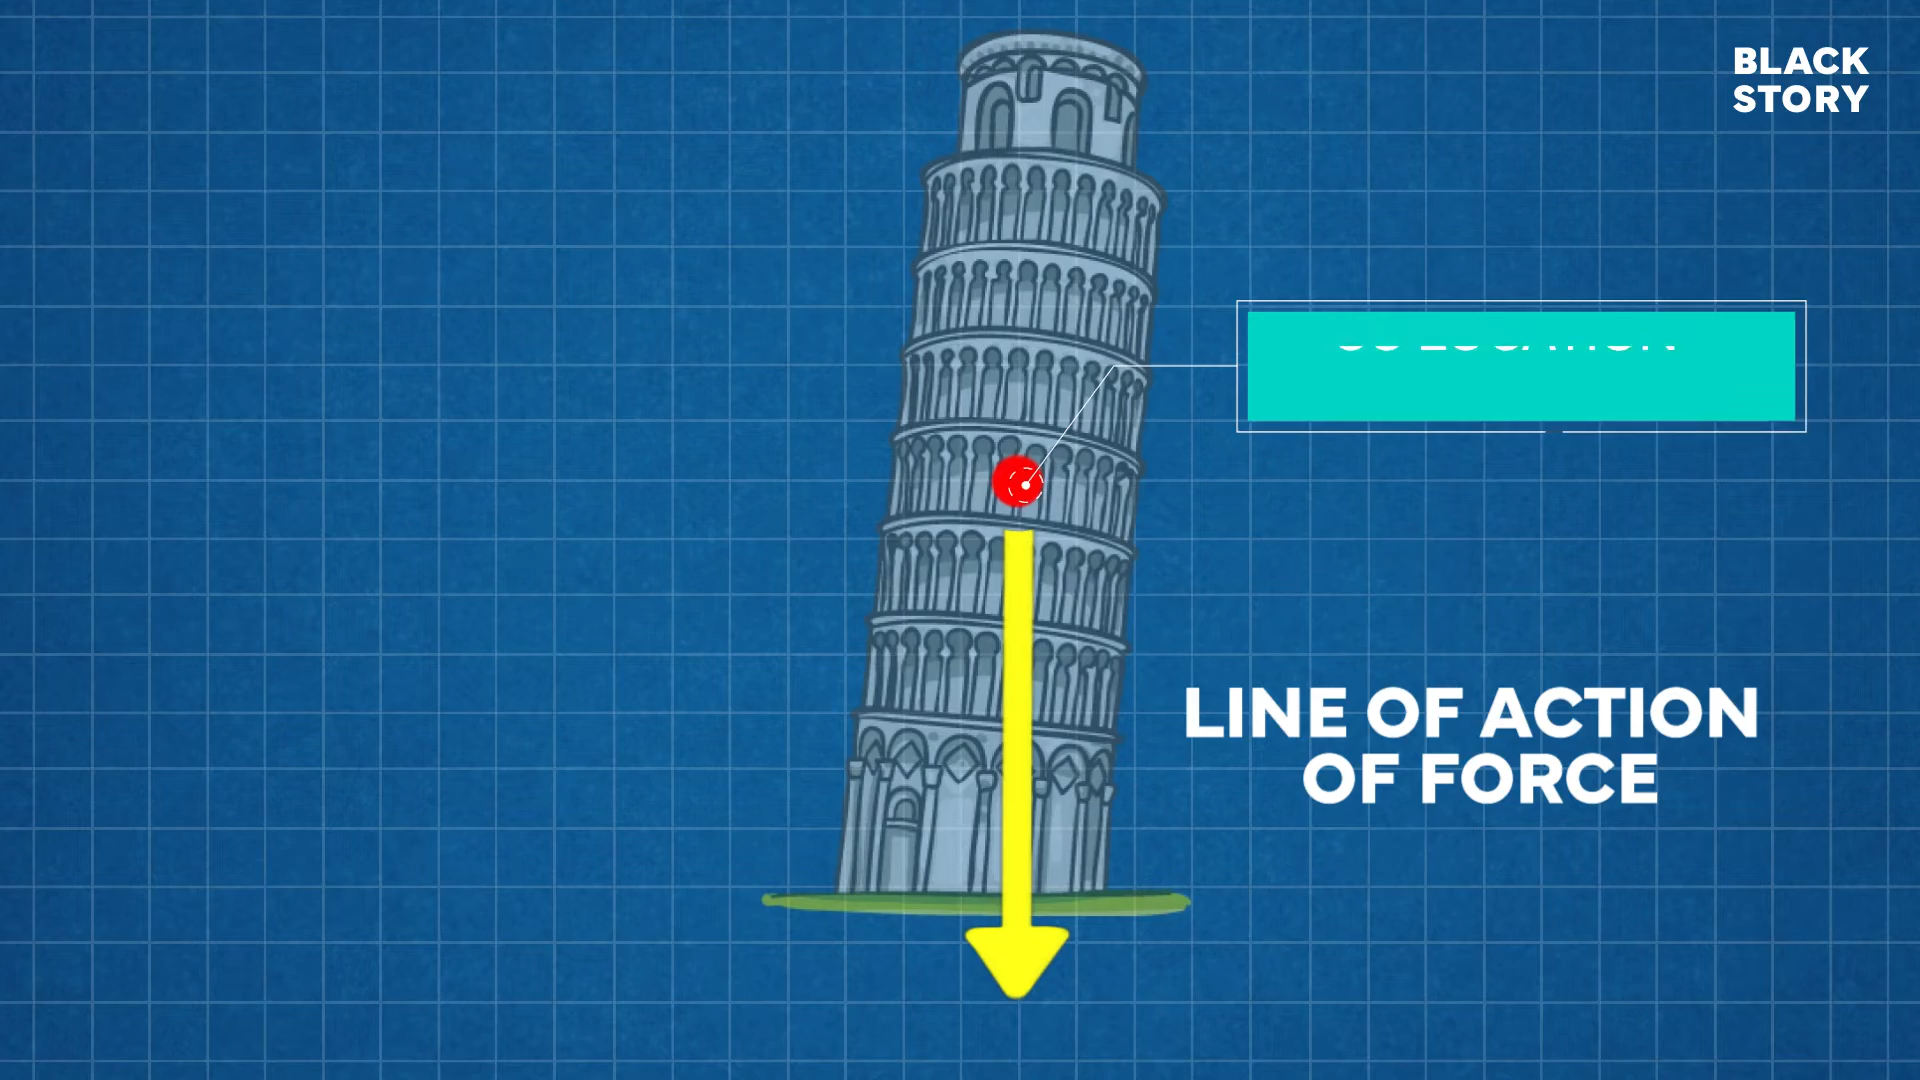 BLACK
STORY
LINE OF ACTION
OF FORCE